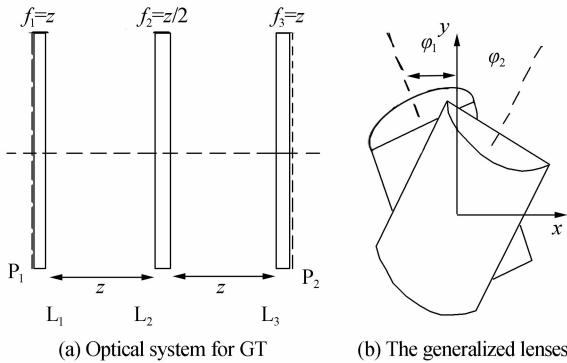 f₁=z f₂=z/2 f₃=z
P₁ z z P₂
L₁ L₂ L₃
(a) Optical system for GT
y
φ₁ φ₂
x
(b) The generalized lenses